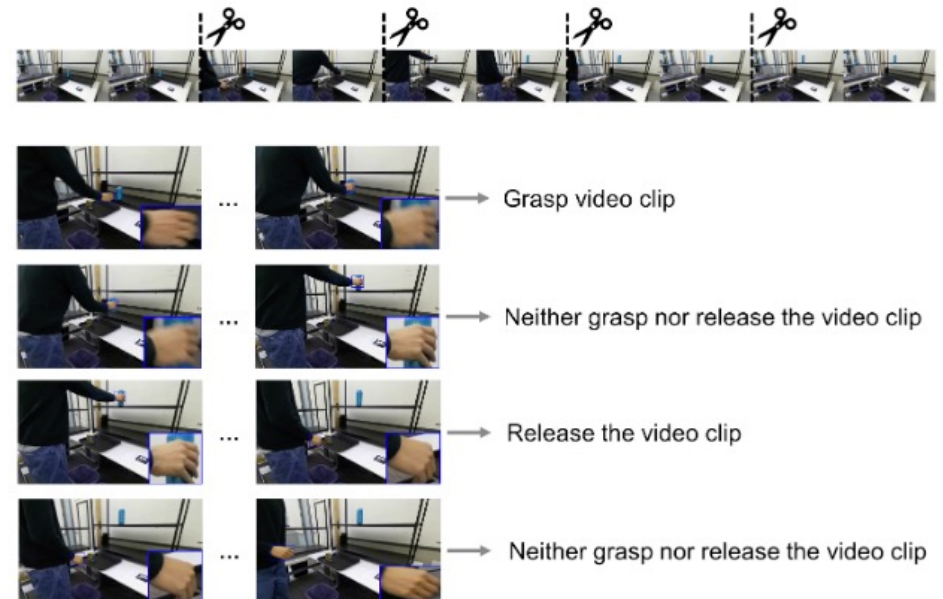 ... Grasp video clip
... Neither grasp nor release the video clip
... Release the video clip
... Neither grasp nor release the video clip